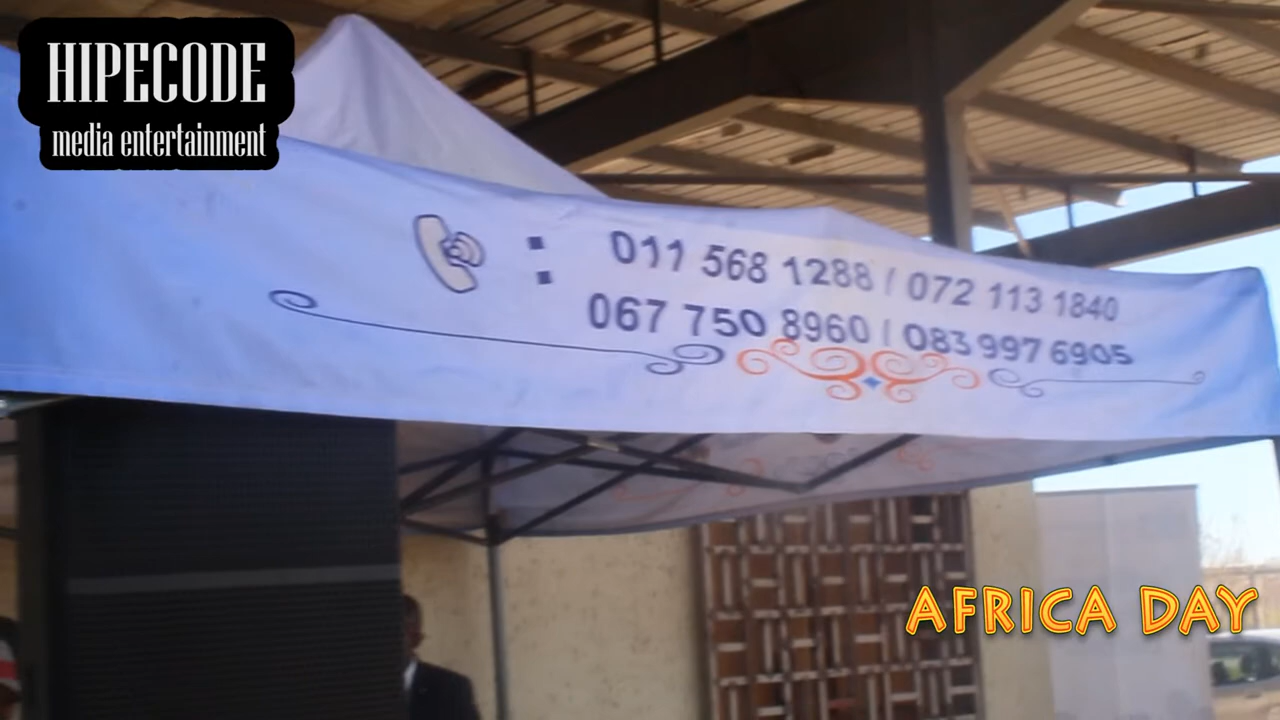 HIPECODE
media entertainment
: 011 568 1288 / 072 113 1840
067 750 8960 / 083 997 6905
AFRICA DAY